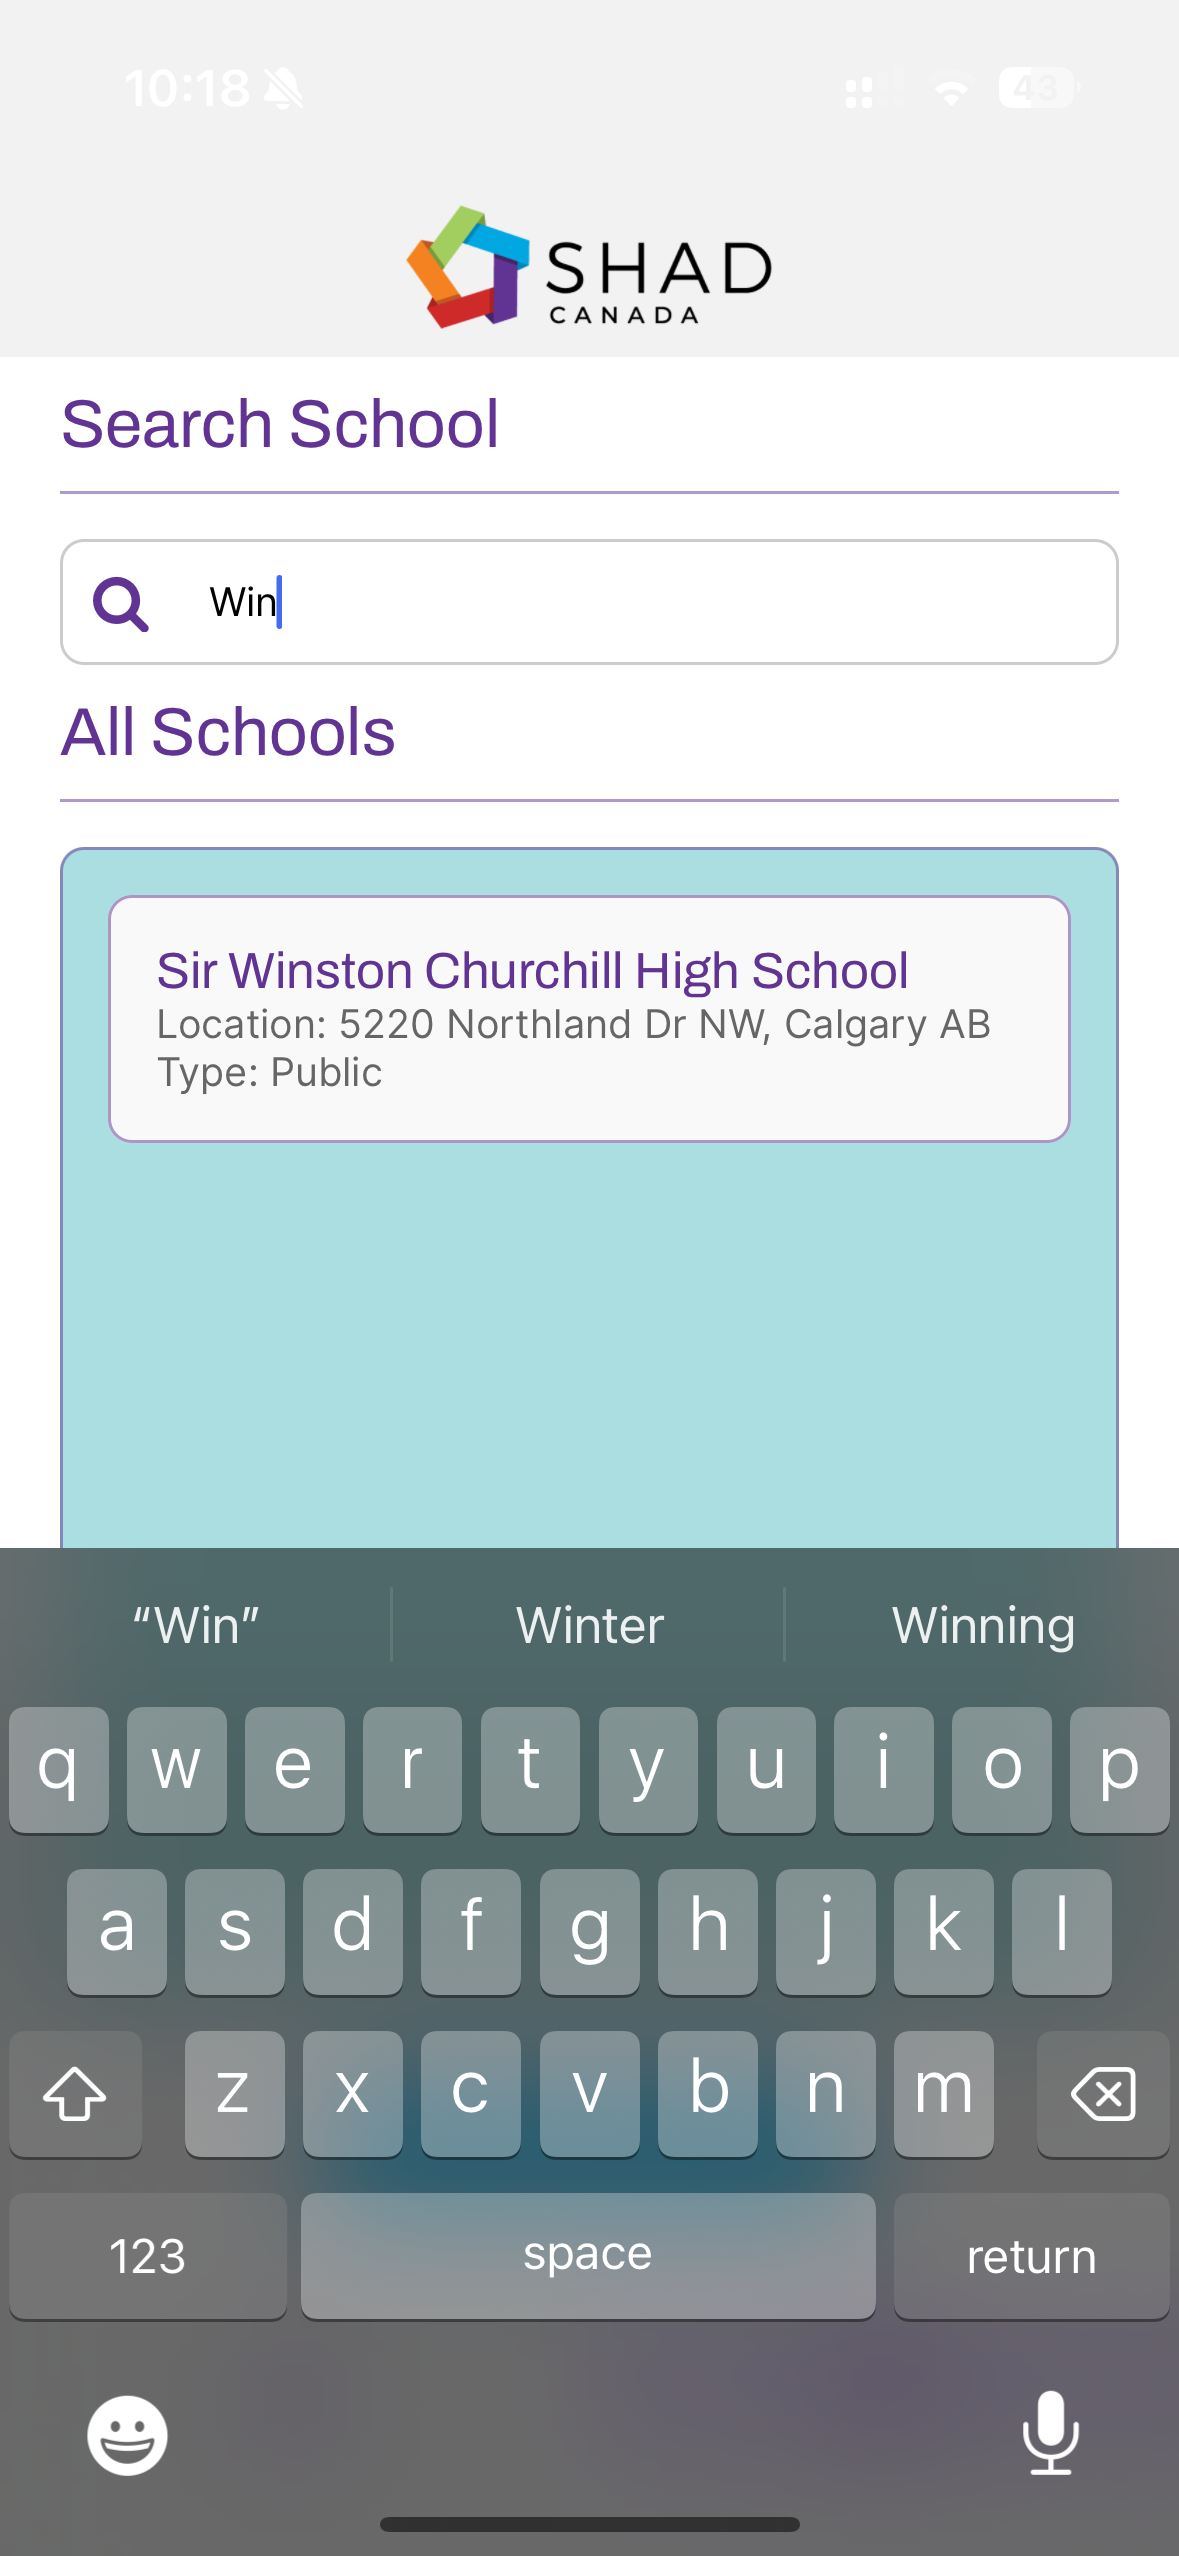 10:18
43
SHAD
CANADA
Search School
Win
All Schools
Sir Winston Churchill High School
Location: 5220 Northland Dr NW, Calgary AB
Type: Public
“Win” Winter Winning
q w e r t y u i o p
a s d f g h j k l
z x c v b n m
123 space return